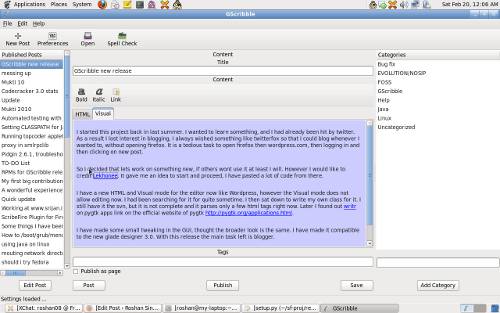 Applications Places System
Sat Feb 20, 12:06 AM
GScribble
File Edit Help
New Post Preferences Open Spell Check
Published Posts
GScribble new release
messing up
Mukti 10
Codecracker 3.0 stats
Update
Mukti 2010
Automated testing with
Setting CLASSPATH for J
Running topcoder applet
proxy in smlriplib
Pidgin 2.6.1, trouble
TO-DO List
NPMS for GScribble rele
My first contributing to
A wonderful experience
Quick update
Working at www.srijan.i
ScribeFire Plugin for Fi
Some things I have been
How to /boot/grub/menu
using Java on linux
mounting network directo
should i try fedora
Content
Title
GScribble new release
Content
Bold Italic Link
HTML Visual
I started this project back in last summer. I wanted to learn something, and i had already been hit by twitter.
As a result I lost interest in blogging. I always wished something like twitterfox so that i could blog whenever I
wanted to, without opening firefox. It is a tedious task to open firefox then wordpress.com, then logging in and
then clicking on new post.
So i decided that lets work on something new, if others wont use it at least I will. However I would like to
credit Lekhonee. It gave me an idea to start and proceed, I have pasted a lot of code from there.
I have a new HTML and Visual mode for the editor now like Wordpress, however the Visual mode does not
allow editing now. I had been searching for it for quite sometime. I then sat down to write my own class for it. I
still have it the svn, but it is not complete and it parses only a few html tags right now. Later I found out writr
on pygtk apps link on the official website of pygtk http://pygtk.org/applications.html.
I have made some small tweaking in the GUI, thought the broader look is the same. I have made it compatible
to the new glade designer 3.0. With this release the main task left is blogger.
Tags
Publish as page
Categories
Bug fix
EVOLUTION/NOSIP
FOSS
GScribble
Help
Java
Linux
Uncategorized
Edit Post Post Publish Save Add Category
Settings loaded ...
[XChat: roshan08 @ Fr... [Edit Post ‹ Roshan Sin... [roshan@my-laptop:~... [setup.py (~/sf-proj/re... GScribble